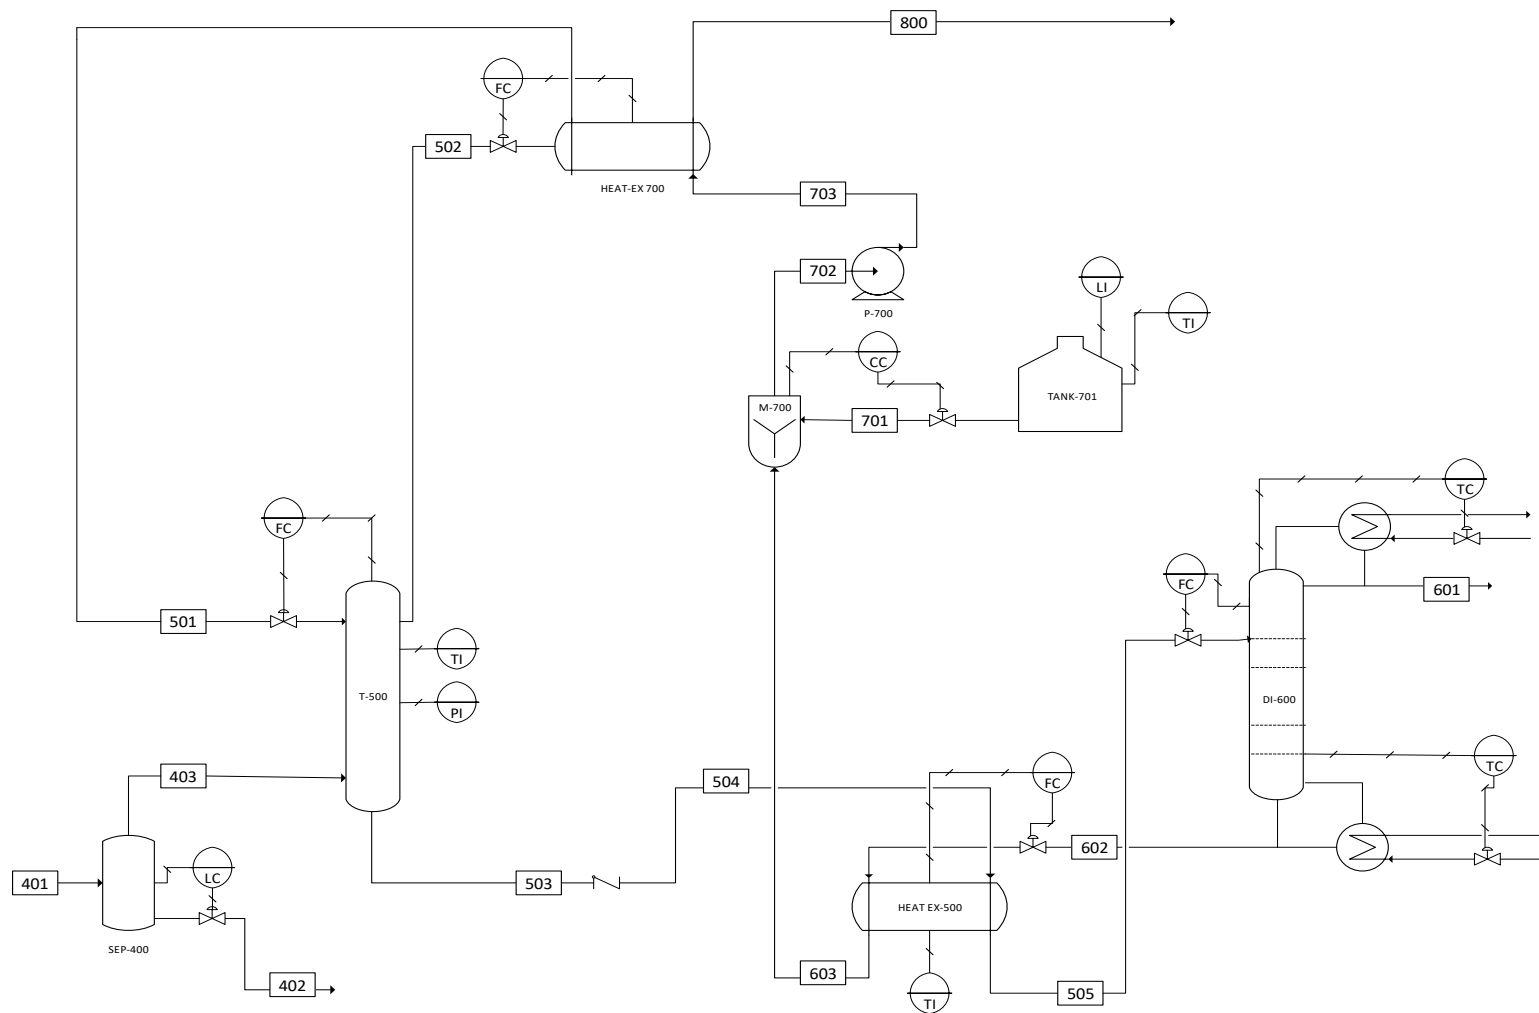 800
FC
502
HEAT-EX 700
703
702
P-700
LI
TI
CC
M-700
701
TANK-701
FC
TC
FC
601
501
TI
T-500
PI
DI-600
403
504
FC
TC
602
401
LC
503
HEAT EX-500
SEP-400
402
603
TI
505